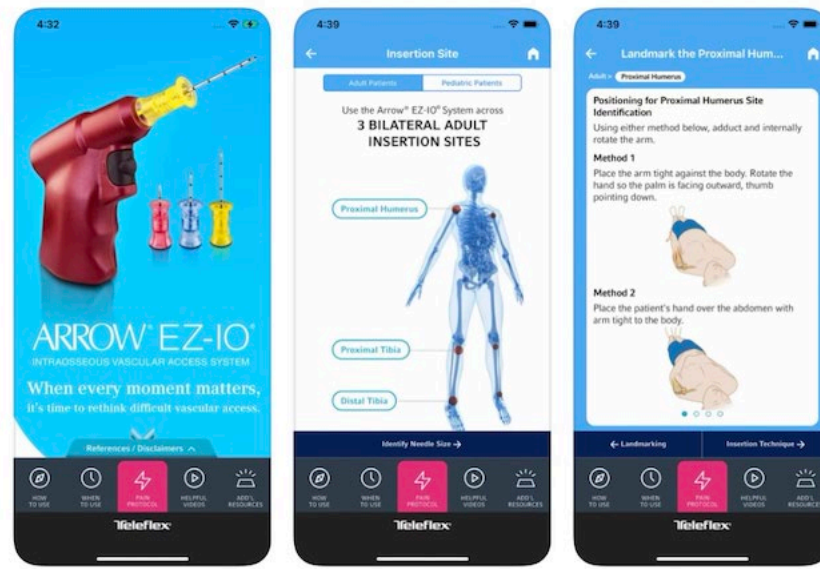 4:32
ARROW® EZ-IO®
INTRAOSSEOUS VASCULAR ACCESS SYSTEM
When every moment matters,
it's time to rethink difficult vascular access.
References / Disclaimers
HOW
TO USE
WHEN
TO USE
PAIN
PROTOCOL
HELPFUL
VIDEOS
ADD'L
RESOURCES
Teleflex
4:39
Insertion Site
Adult Patients
Pediatric Patients
Use the Arrow® EZ-IO® System across
3 BILATERAL ADULT
INSERTION SITES
Proximal Humerus
Proximal Tibia
Distal Tibia
Identify Needle Size →
HOW
TO USE
WHEN
TO USE
PAIN
PROTOCOL
HELPFUL
VIDEOS
ADD'L
RESOURCES
Teleflex
4:39
Landmark the Proximal Hum...
Adult > Proximal Humerus
Positioning for Proximal Humerus Site
Identification
Using either method below, adduct and internally
rotate the arm.
Method 1
Place the arm tight against the body. Rotate the
hand so the palm is facing outward, thumb
pointing down.
Method 2
Place the patient's hand over the abdomen with
arm tight to the body.
← Landmarking
Insertion Technique →
HOW
TO USE
WHEN
TO USE
PAIN
PROTOCOL
HELPFUL
VIDEOS
ADD'L
RESOURCES
Teleflex